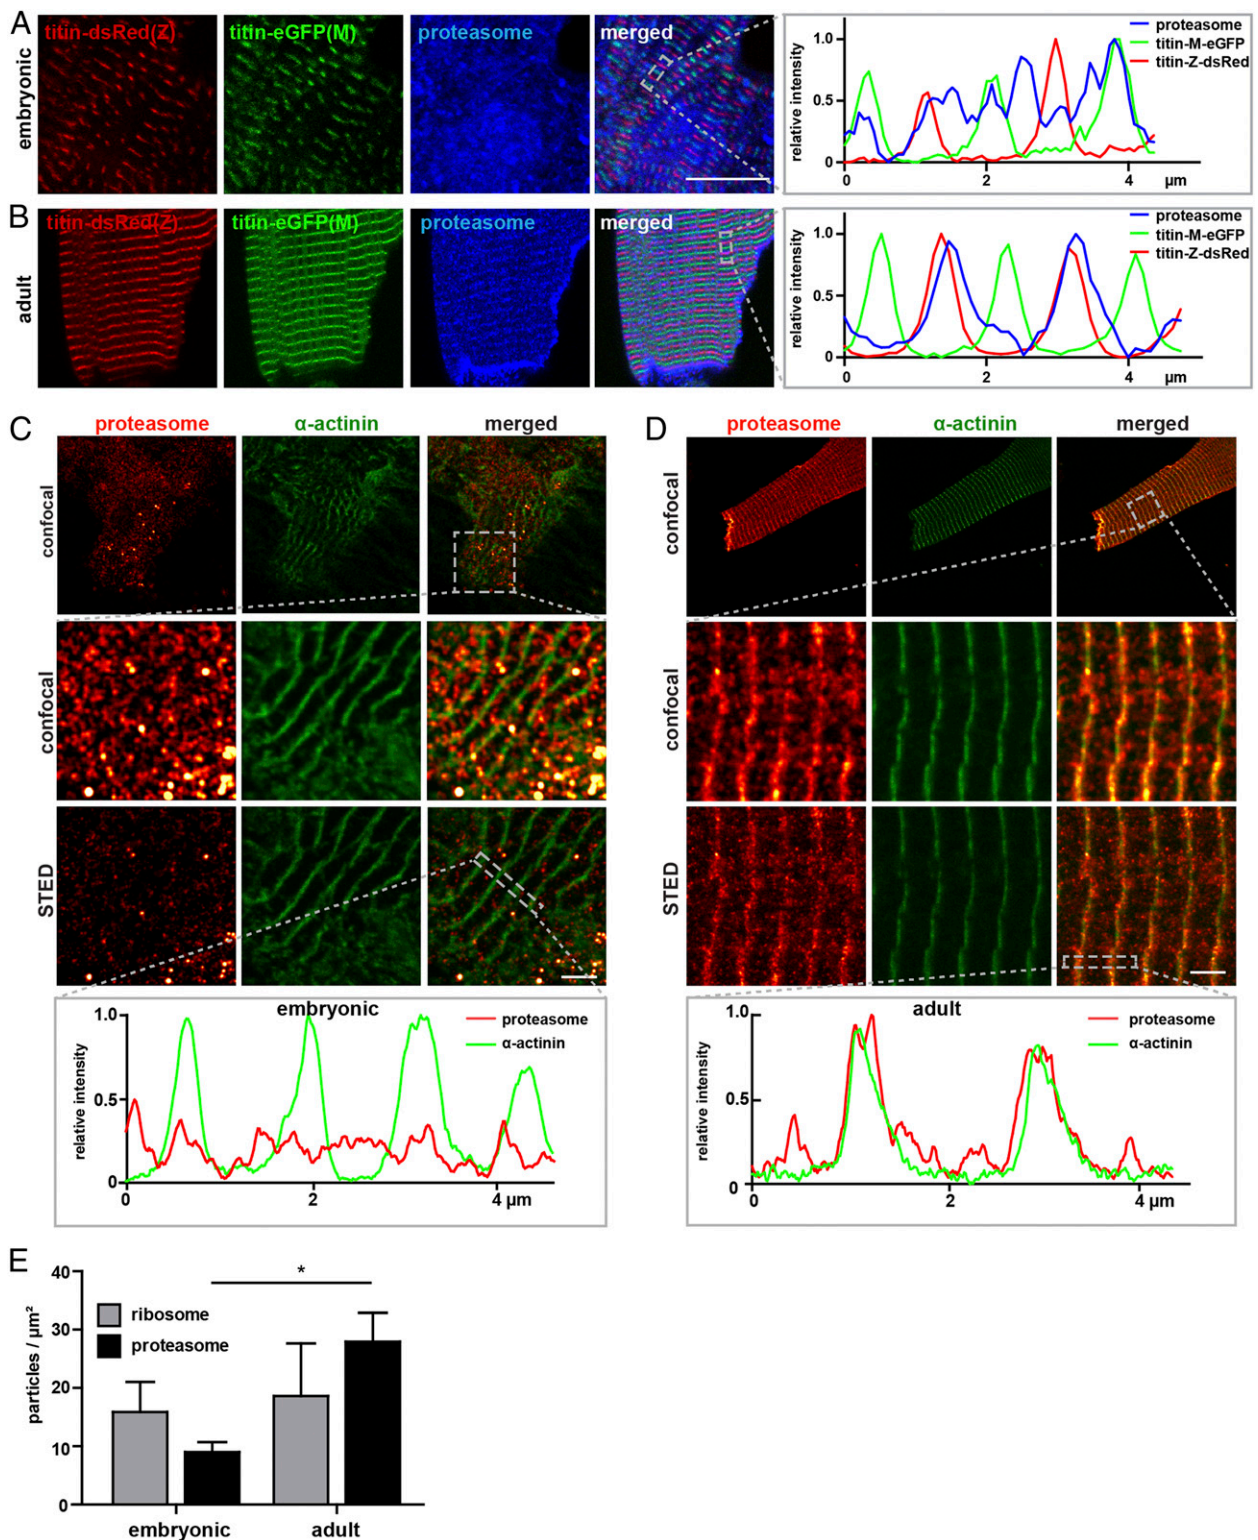 A
titin-dsRed(Z) titin-eGFP(M) proteasome merged
embryonic
relative intensity
proteasome
titin-M-eGFP
titin-Z-dsRed
1.0
0.5
0
0 2 4 µm
B
titin-dsRed(Z) titin-eGFP(M) proteasome merged
adult
relative intensity
proteasome
titin-M-eGFP
titin-Z-dsRed
1.0
0.5
0
0 2 4 µm
C
proteasome α-actinin merged
confocal
confocal
STED
embryonic
relative intensity
proteasome
α-actinin
1.0
0.5
0
0 2 4 µm
D
proteasome α-actinin merged
confocal
confocal
STED
adult
relative intensity
proteasome
α-actinin
1.0
0.5
0
0 2 4 µm
E
particles / µm²
40
30
20
10
0
*
ribosome
proteasome
embryonic adult